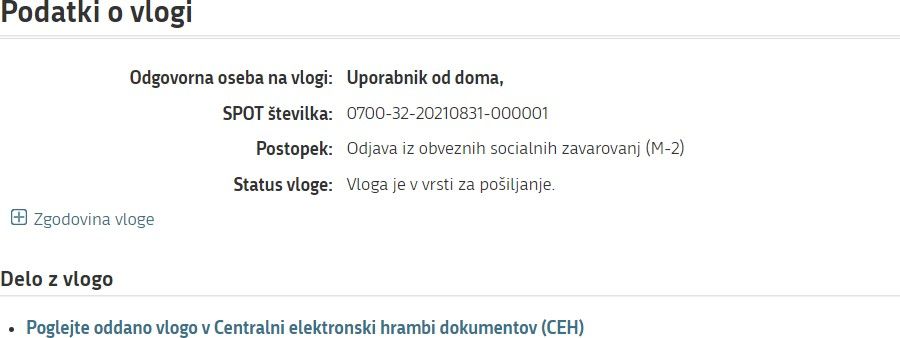 Podatki o vlogi
Odgovorna oseba na vlogi: Uporabnik od doma,
SPOT številka: 0700-32-20210831-000001
Postopek: Odjava iz obveznih socialnih zavarovanj (M-2)
Status vloge: Vloga je v vrsti za pošiljanje.
Zgodovina vloge
Delo z vlogo
• Poglejte oddano vlogo v Centralni elektronski hrambi dokumentov (CEH)